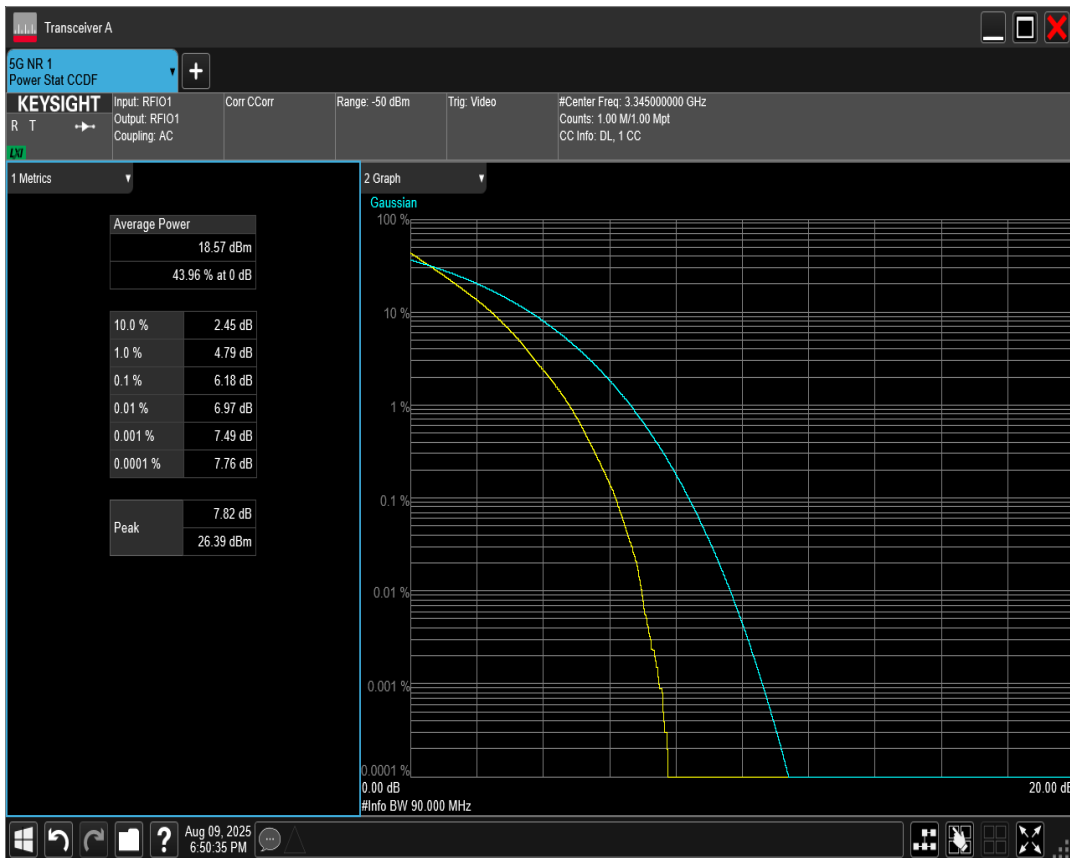 Transceiver A
5G NR 1
Power Stat CCDF
KEYSIGHT
R T
LXI
Input: RFIO1
Output: RFIO1
Coupling: AC
Corr CCorr
Range: -50 dBm
Trig: Video
#Center Freq: 3.345000000 GHz
Counts: 1.00 M/1.00 Mpt
CC Info: DL, 1 CC
1 Metrics
Average Power
18.57 dBm
43.96 % at 0 dB
10.0 % 2.45 dB
1.0 % 4.79 dB
0.1 % 6.18 dB
0.01 % 6.97 dB
0.001 % 7.49 dB
0.0001 % 7.76 dB
Peak
7.82 dB
26.39 dBm
2 Graph
Gaussian
100 %
10 %
1 %
0.1 %
0.01 %
0.001 %
0.0001 %
0.00 dB 20.00 dB
#Info BW 90.000 MHz
Aug 09, 2025
6:50:35 PM